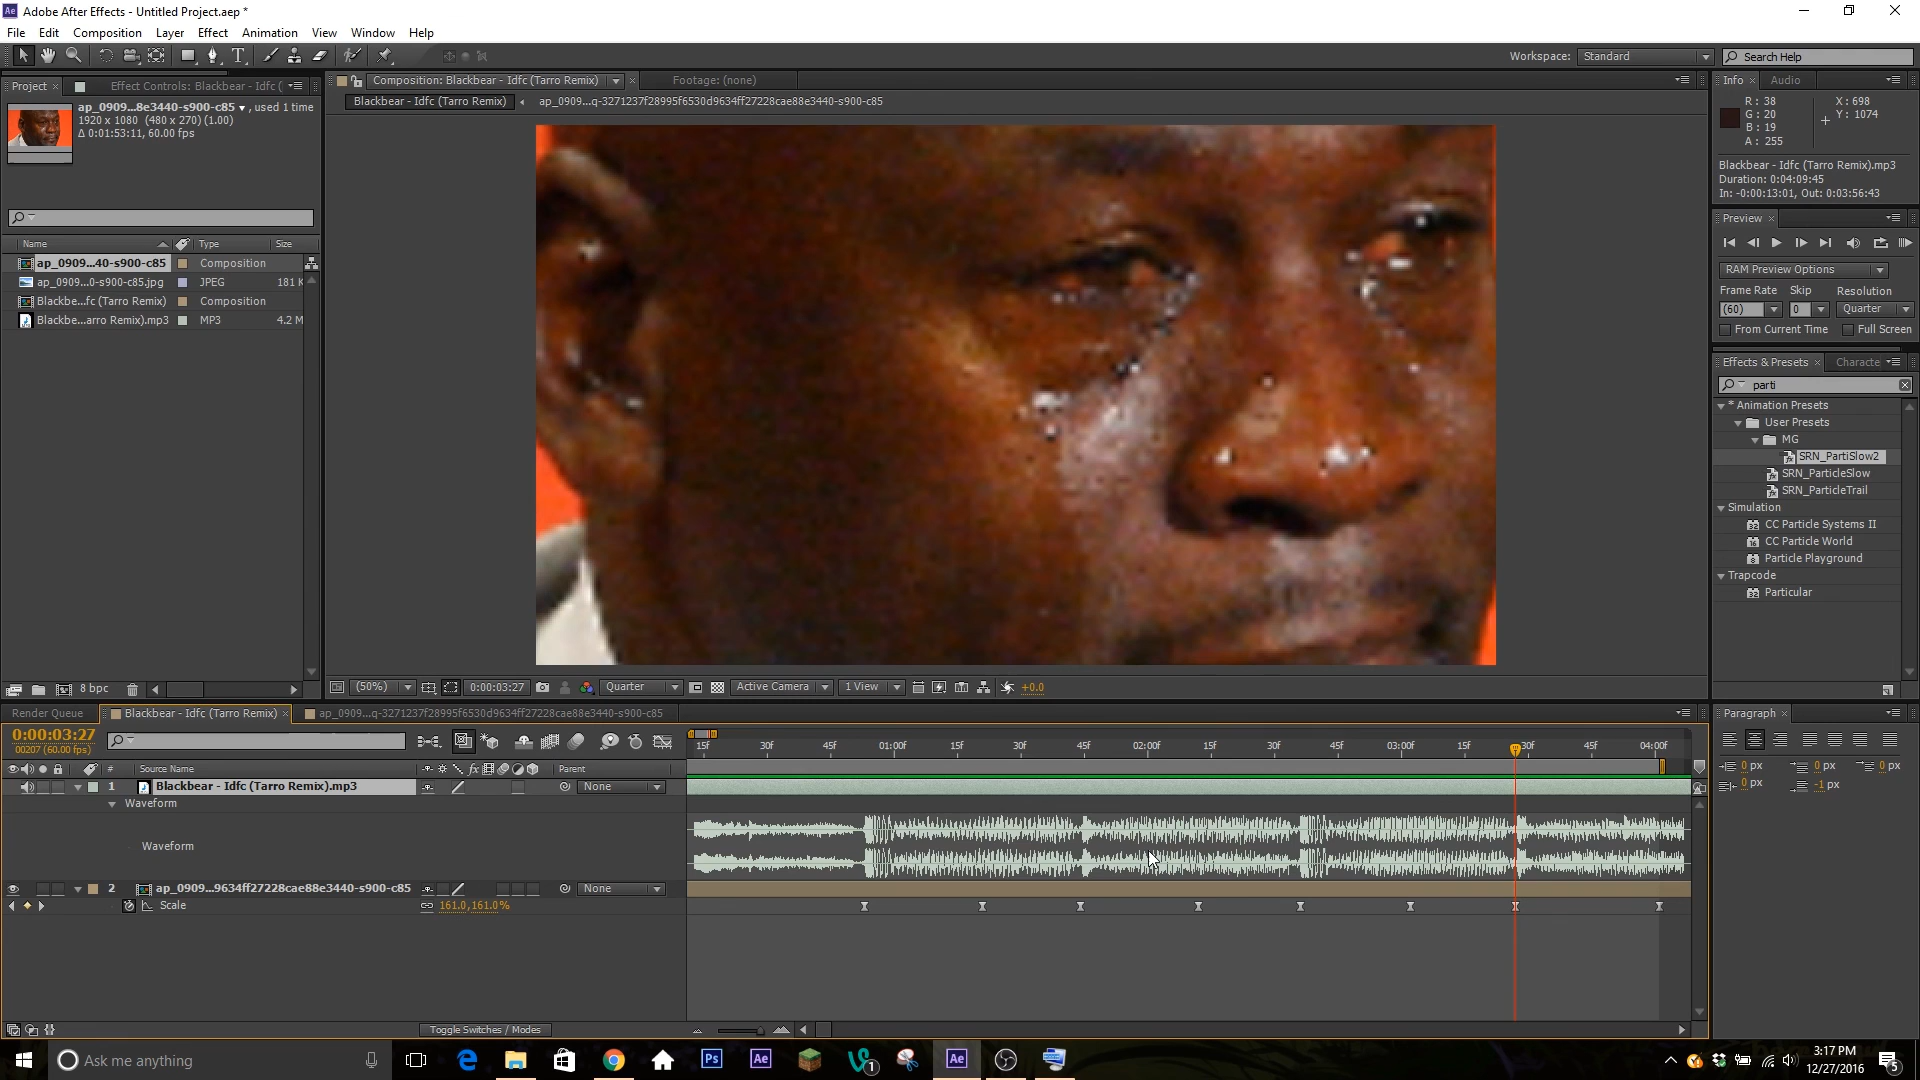 Adobe After Effects - Untitled Project.aep *
File Edit Composition Layer Effect Animation View Window Help
Workspace: Standard Search Help
Project Effect Controls: Blackbear - Idfc (
ap_0909...8e3440-s900-c85 , used 1 time
1920 x 1080 (480 x 270) (1.00)
Δ 0:01:53:11, 60.00 fps
Name Type Size
ap_0909...40-s900-c85 Composition
ap_0909...0-s900-c85.jpg JPEG 181 K
Blackbe...fc (Tarro Remix) Composition
Blackbe...arro Remix).mp3 MP3 4.2 M
8 bpc
Composition: Blackbear - Idfc (Tarro Remix) Footage: (none)
Blackbear - Idfc (Tarro Remix) ap_0909...q-3271237f28995f6530d9634ff27228cae88e3440-s900-c85
(50%) 0:00:03:27 Quarter Active Camera 1 View +0.0
Info Audio
R: 38 X: 698
G: 20 Y: 1074
B: 19
A: 255
Blackbear - Idfc (Tarro Remix).mp3
Duration: 0:04:09:45
In: -0:00:13:01, Out: 0:03:56:43
Preview
RAM Preview Options
Frame Rate Skip Resolution
(60) 0 Quarter
From Current Time Full Screen
Effects & Presets Characte
parti
* Animation Presets
User Presets
MG
SRN_PartiSlow2
SRN_ParticleSlow
SRN_ParticleTrail
Simulation
CC Particle Systems II
CC Particle World
Particle Playground
Trapcode
Particular
Render Queue Blackbear - Idfc (Tarro Remix) ap_0909...q-3271237f28995f6530d9634ff27228cae88e3440-s900-c85
0:00:03:27
00207 (60.00 fps)
15f 30f 45f 01:00f 15f 30f 45f 02:00f 15f 30f 45f 03:00f 15f 30f 45f 04:00f
# Source Name fx Parent
1 Blackbear - Idfc (Tarro Remix).mp3 None
Waveform
Waveform
2 ap_0909...9634ff27228cae88e3440-s900-c85 None
Scale 161.0,161.0%
Toggle Switches / Modes
Paragraph
0 px 0 px 0 px
0 px -1 px
Ask me anything Ps Ae 1 Ae
3:17 PM
12/27/2016
5